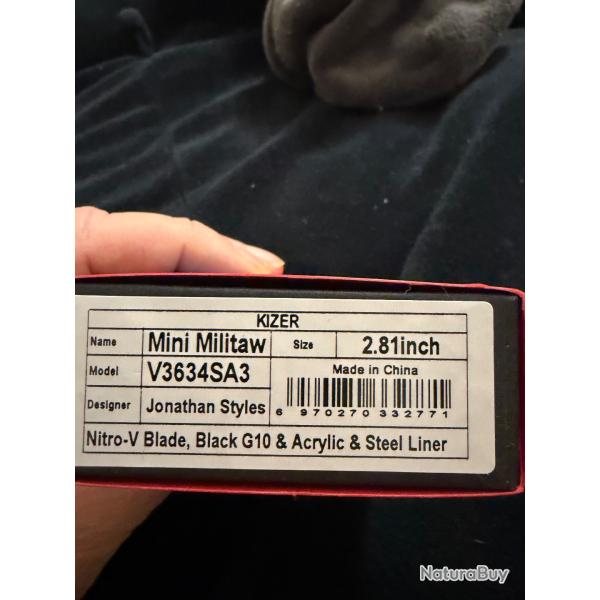 KIZER
Name Mini Militaw Size 2.81inch
Model V3634SA3 Made in China
Designer Jonathan Styles 6 970270 332771
Nitro-V Blade, Black G10 & Acrylic & Steel Liner
NaturaBuy